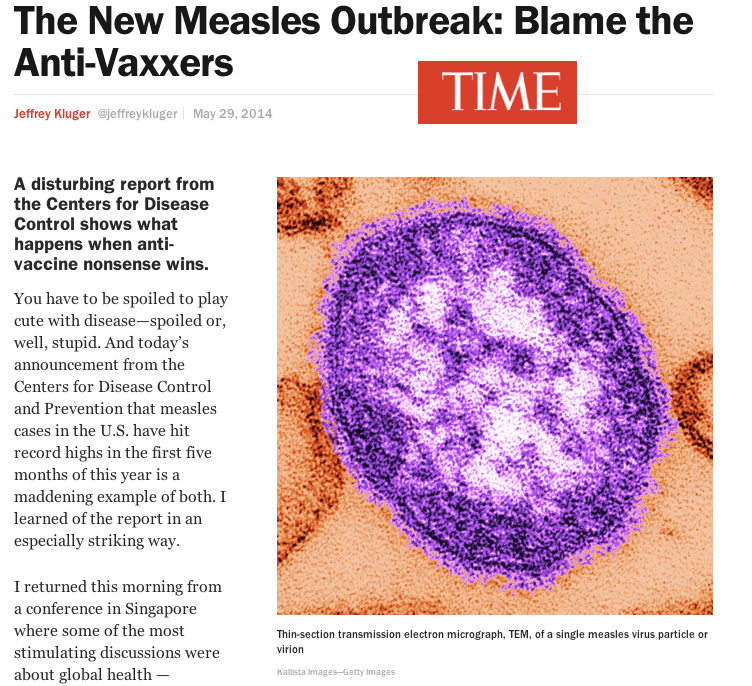 The New Measles Outbreak: Blame the
Anti-Vaxxers
TIME
Jeffrey Kluger @jeffreykluger May 29, 2014
A disturbing report from
the Centers for Disease
Control shows what
happens when anti-
vaccine nonsense wins.
You have to be spoiled to play
cute with disease—spoiled or,
well, stupid. And today’s
announcement from the
Centers for Disease Control
and Prevention that measles
cases in the U.S. have hit
record highs in the first five
months of this year is a
maddening example of both. I
learned of the report in an
especially striking way.
I returned this morning from
a conference in Singapore
where some of the most
stimulating discussions were
about global health —
Thin-section transmission electron micrograph, TEM, of a single measles virus particle or
virion
Kallista Images—Getty Images